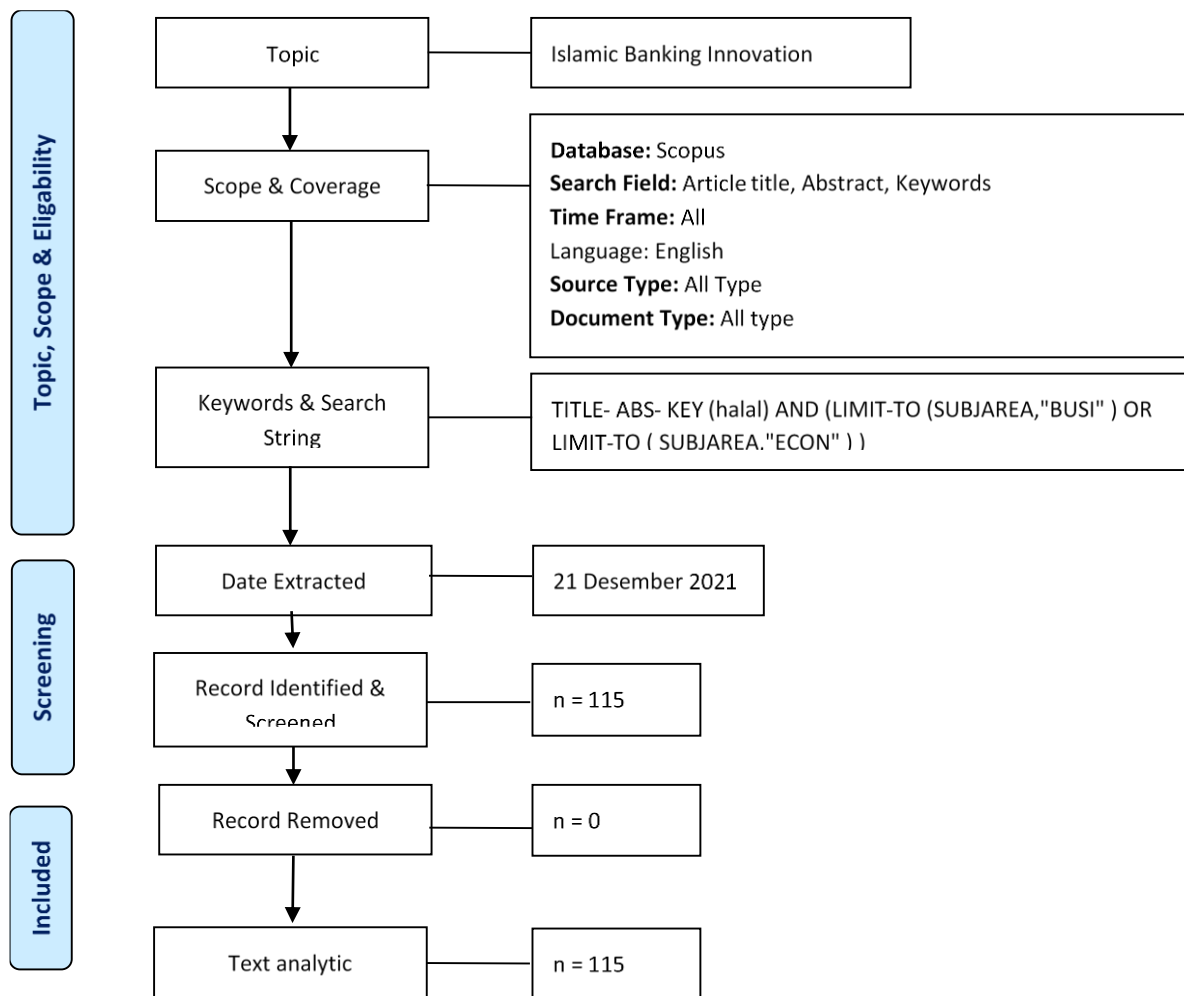 Topic, Scope & Eligability
Topic
Islamic Banking Innovation
Scope & Coverage
Database: Scopus
Search Field: Article title, Abstract, Keywords
Time Frame: All
Language: English
Source Type: All Type
Document Type: All type
Keywords & Search
String
TITLE- ABS- KEY (halal) AND (LIMIT-TO (SUBJAREA,"BUSI" ) OR
LIMIT-TO ( SUBJAREA."ECON" ) )
Screening
Date Extracted
21 Desember 2021
Record Identified &
Screened
n = 115
Included
Record Removed
n = 0
Text analytic
n = 115